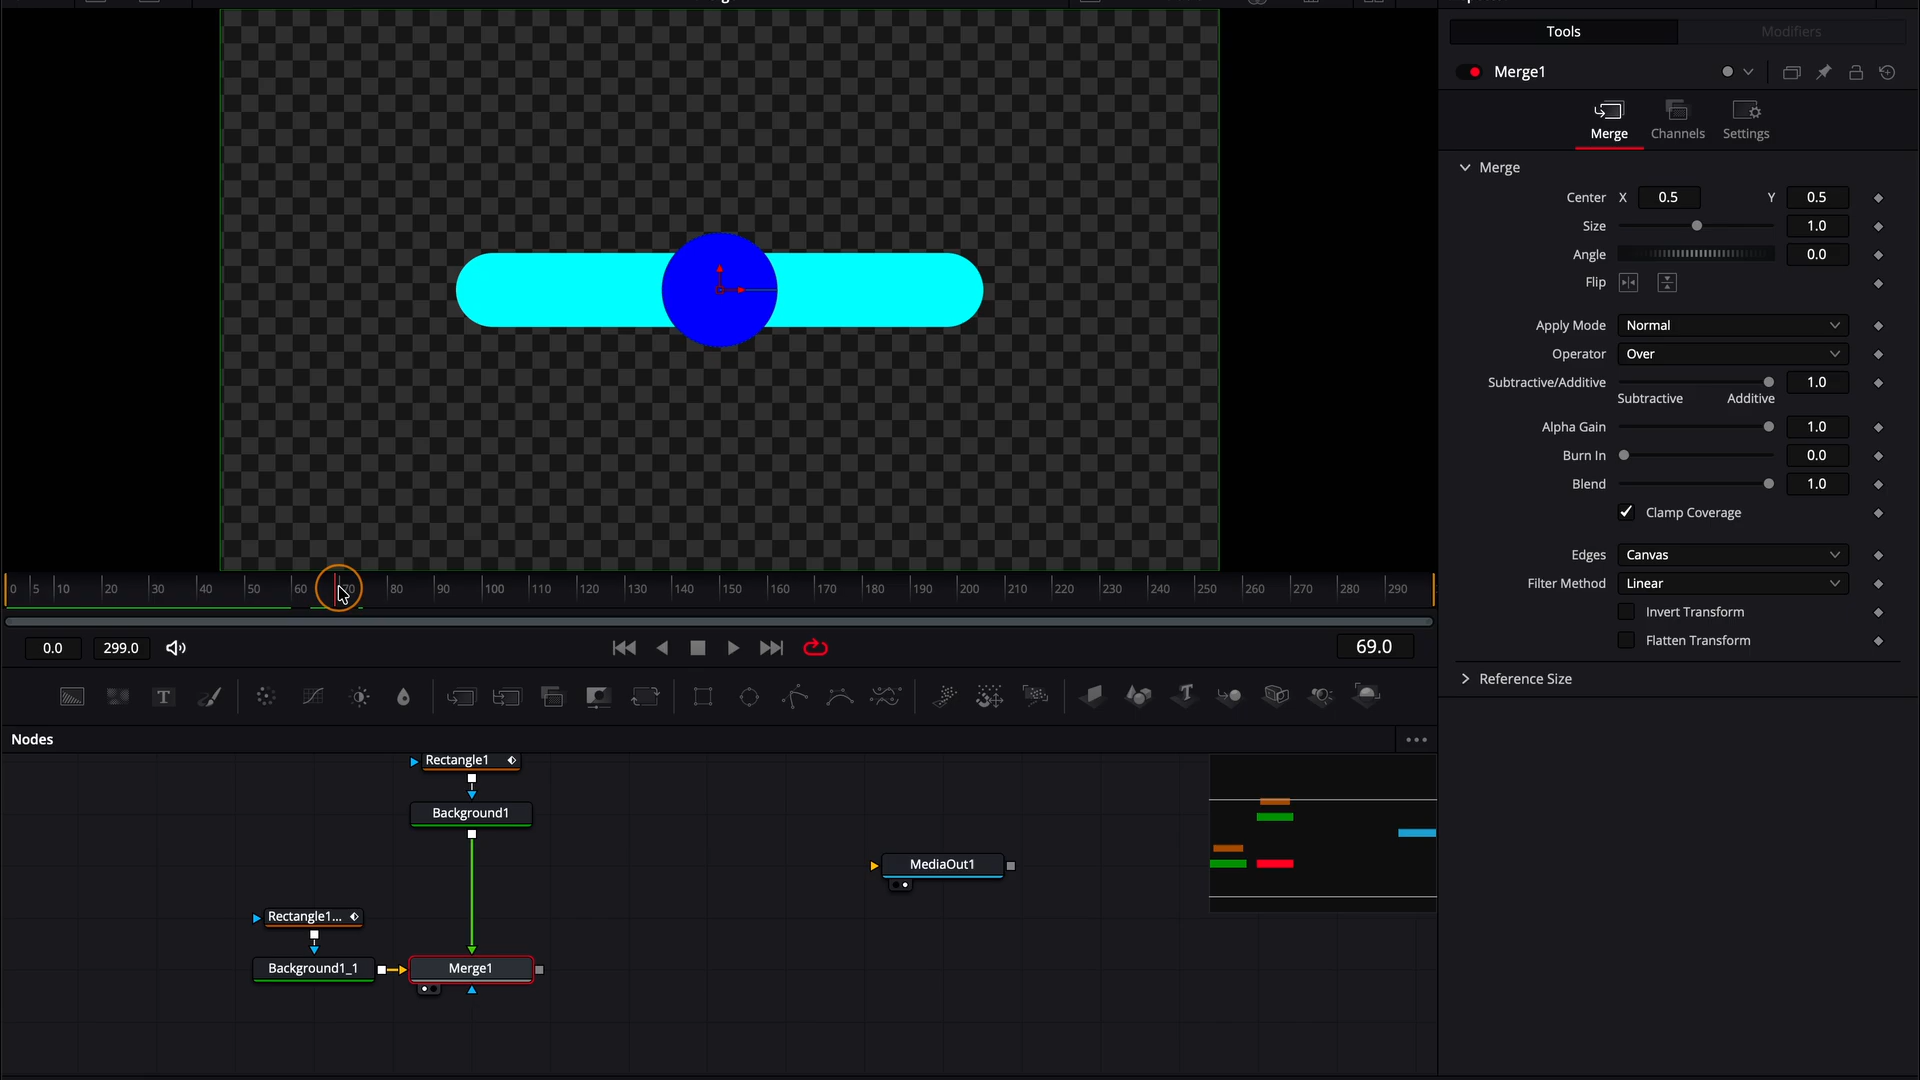 Tools
Modifiers
Merge1
Merge
Channels
Settings
Merge
Center X 0.5 Y 0.5
Size 1.0
Angle 0.0
Flip
Apply Mode Normal
Operator Over
Subtractive/Additive 1.0
Subtractive Additive
Alpha Gain 1.0
Burn In 0.0
Blend 1.0
Clamp Coverage
Edges Canvas
Filter Method Linear
Invert Transform
Flatten Transform
Reference Size
0 5 10 20 30 40 50 60 70 80 90 100 110 120 130 140 150 160 170 180 190 200 210 220 230 240 250 260 270 280 290
0.0 299.0 69.0
T
Nodes
Rectangle1
Background1
MediaOut1
Rectangle1...
Background1_1
Merge1